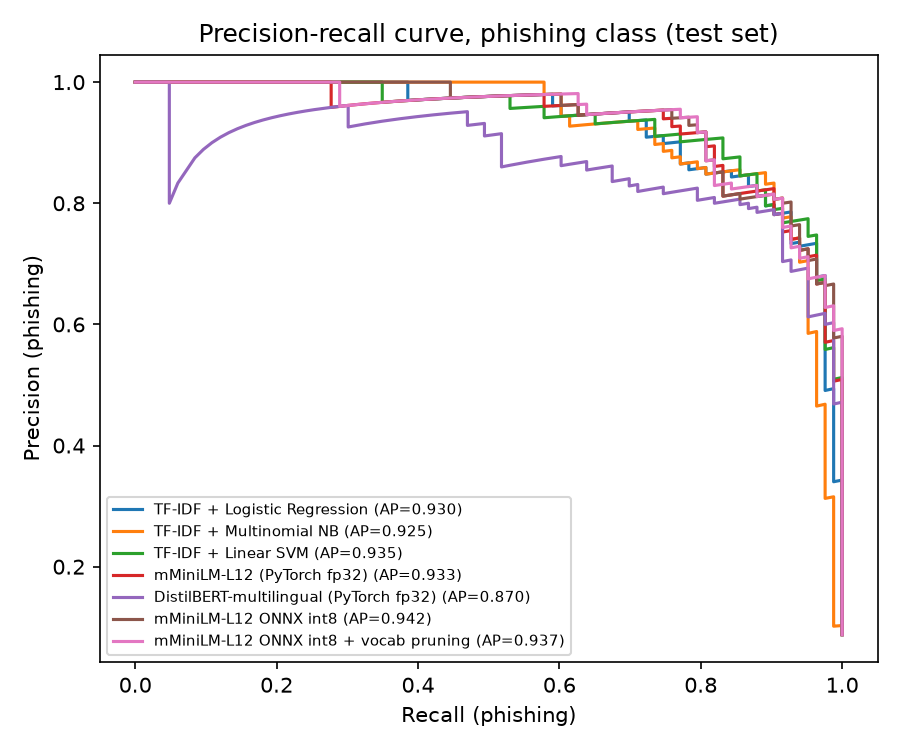 Precision-recall curve, phishing class (test set)
1.0
0.8
0.6
0.4
0.2
Precision (phishing)
TF-IDF + Logistic Regression (AP=0.930)
TF-IDF + Multinomial NB (AP=0.925)
TF-IDF + Linear SVM (AP=0.935)
mMiniLM-L12 (PyTorch fp32) (AP=0.933)
DistilBERT-multilingual (PyTorch fp32) (AP=0.870)
mMiniLM-L12 ONNX int8 (AP=0.942)
mMiniLM-L12 ONNX int8 + vocab pruning (AP=0.937)
0.0 0.2 0.4 0.6 0.8 1.0
Recall (phishing)